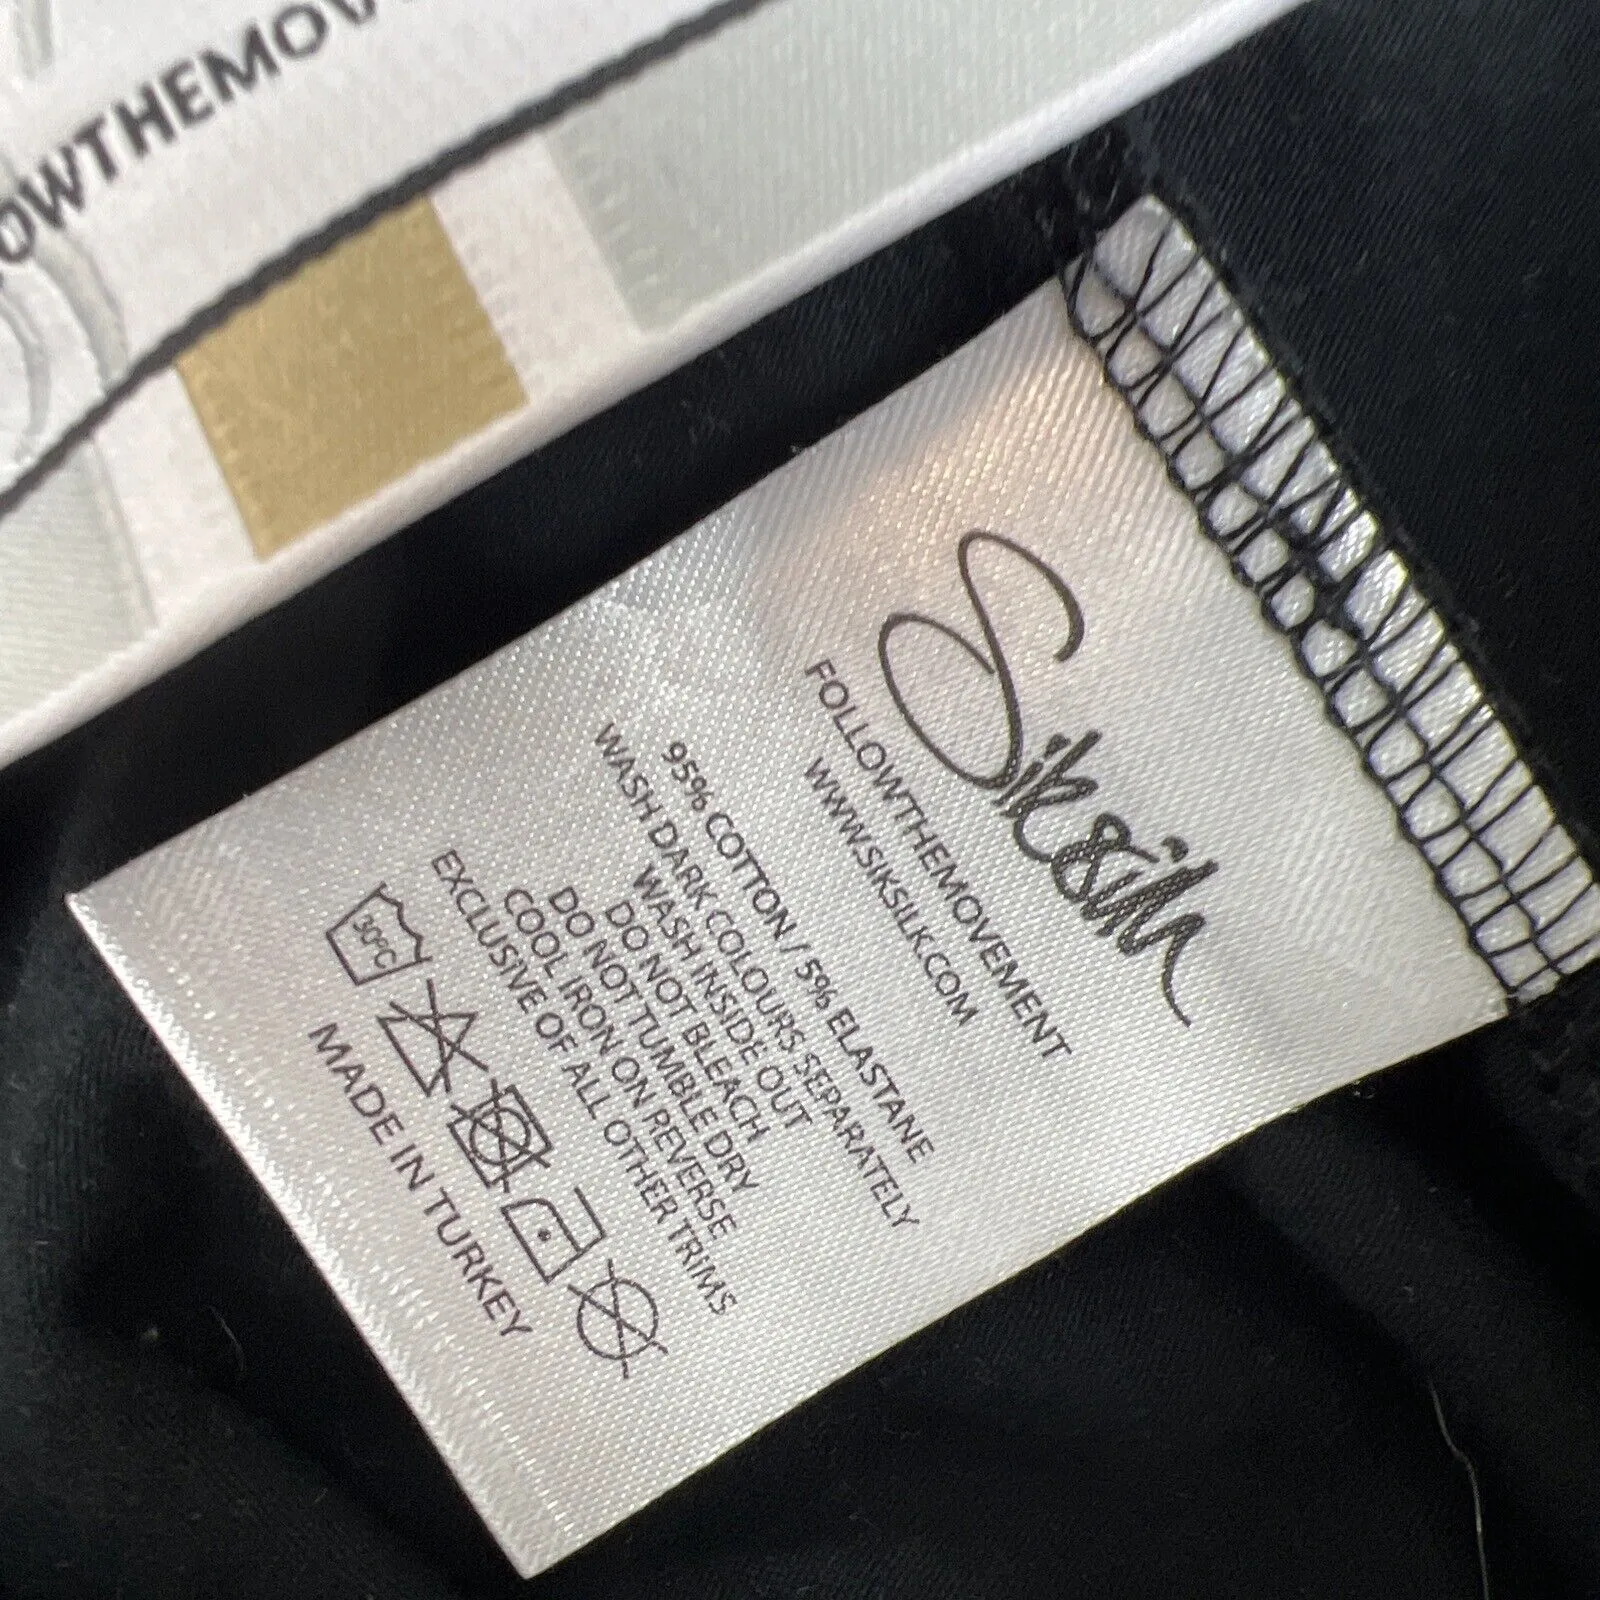 OWTHEMOV
SikSilk
FOLLOWTHEMOVEMENT
WWW.SIKSILK.COM
95% COTTON / 5% ELASTANE
WASH DARK COLOURS SEPARATELY
WASH INSIDE OUT
DO NOT BLEACH
DO NOT TUMBLE DRY
COOL IRON ON REVERSE
EXCLUSIVE OF ALL OTHER TRIMS
30°C
MADE IN TURKEY